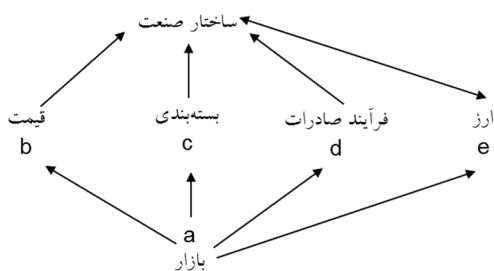 ساختار صنعت
قیمت
بسته‌بندی
فرآیند صادرات
ارز
b
c
d
e
a
بازار